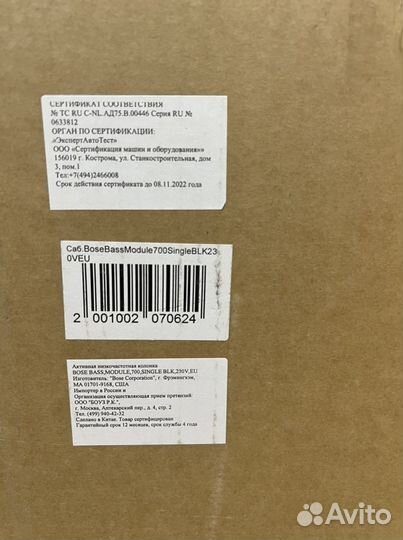 СЕРТИФИКАТ СООТВЕТСТВИЯ
№ ТС RU C-NL.АД75.В.00446 Серия RU №
0633812
ОРГАН ПО СЕРТИФИКАЦИИ:
«ЭкспертАвтоТест»
ООО «Сертификация машин и оборудования»»
156019 г. Кострома, ул. Станкостроительная, дом
3, пом.1
Тел:+7(494)2466008
Срок действия сертификата до 08.11.2022 года
Саб.BoseBassModule700SingleBLK23
0VEU
2 001002 070624
Активная низкочастотная колонка
BOSE BASS,MODULE,700,SINGLE BLK,230V,EU
Изготовитель: "Bose Corporation", г. Фрэмингхэм,
MA 01701-9168, США
Импортер в России и
Организация осуществляющая прием претензий:
ООО "БОУЗ Р.К.",
г. Москва, Аптекарский пер., д. 4, стр. 2
Тел. (499) 940-42-32
Сделано в Китае. Товар сертифицирован
Гарантийный срок 12 месяцев, срок службы 4 года
Avito